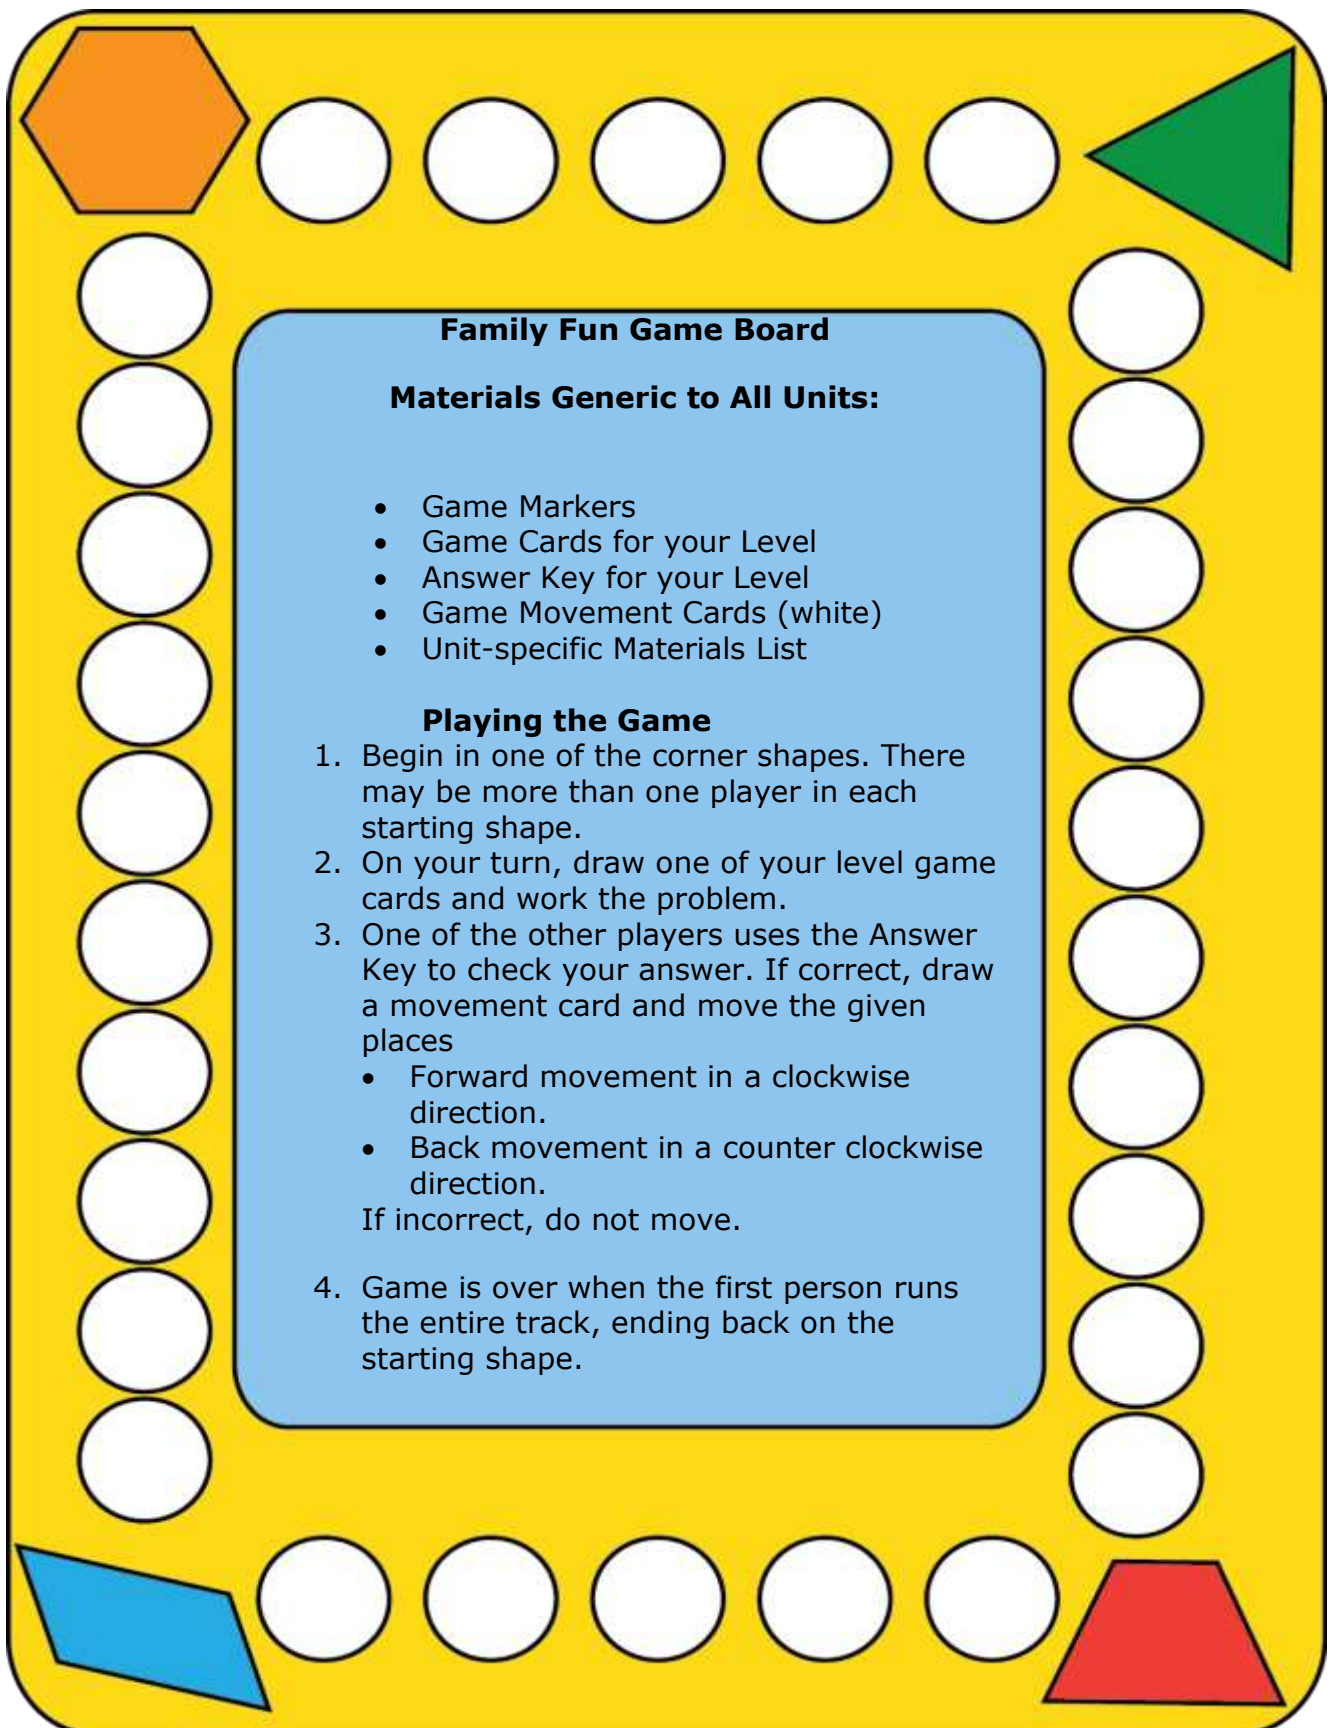 Family Fun Game Board
Materials Generic to All Units:
• Game Markers
• Game Cards for your Level
• Answer Key for your Level
• Game Movement Cards (white)
• Unit-specific Materials List
Playing the Game
1. Begin in one of the corner shapes. There
may be more than one player in each
starting shape.
2. On your turn, draw one of your level game
cards and work the problem.
3. One of the other players uses the Answer
Key to check your answer. If correct, draw
a movement card and move the given
places
• Forward movement in a clockwise
direction.
• Back movement in a counter clockwise
direction.
If incorrect, do not move.
4. Game is over when the first person runs
the entire track, ending back on the
starting shape.